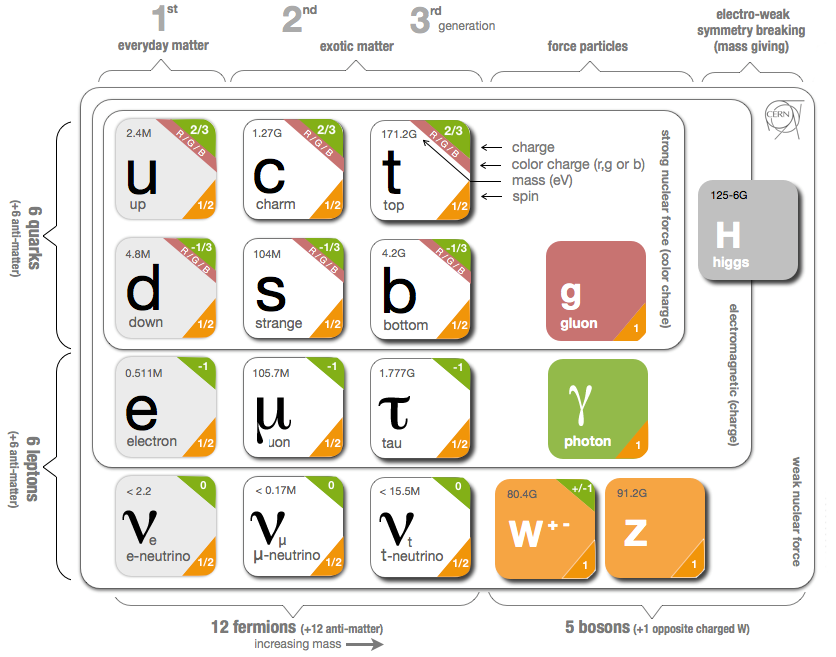 1st
2nd
3rd
generation
everyday matter
exotic matter
force particles
electro-weak
symmetry breaking
(mass giving)
CERN
6 quarks
(+6 anti-matter)
6 leptons
(+6 anti-matter)
2.4M
2/3
R/G/B
u
up
1/2
1.27G
2/3
R/G/B
c
charm
1/2
171.2G
2/3
R/G/B
t
top
1/2
charge
color charge (r,g or b)
mass (eV)
spin
strong nuclear force (color charge)
125-6G
H
higgs
4.8M
-1/3
R/G/B
d
down
1/2
104M
-1/3
R/G/B
s
strange
1/2
4.2G
-1/3
R/G/B
b
bottom
1/2
g
gluon
1
electromagnetic (charge)
0.511M
-1
e
electron
1/2
105.7M
-1
μ
uon
1/2
1.777G
-1
τ
tau
1/2
γ
photon
1
weak nuclear force
< 2.2
0
νe
e-neutrino
1/2
< 0.17M
0
νμ
μ-neutrino
1/2
< 15.5M
0
νt
t-neutrino
1/2
80.4G
+/-1
W+ -
1
91.2G
Z
1
12 fermions (+12 anti-matter)
increasing mass
5 bosons (+1 opposite charged W)